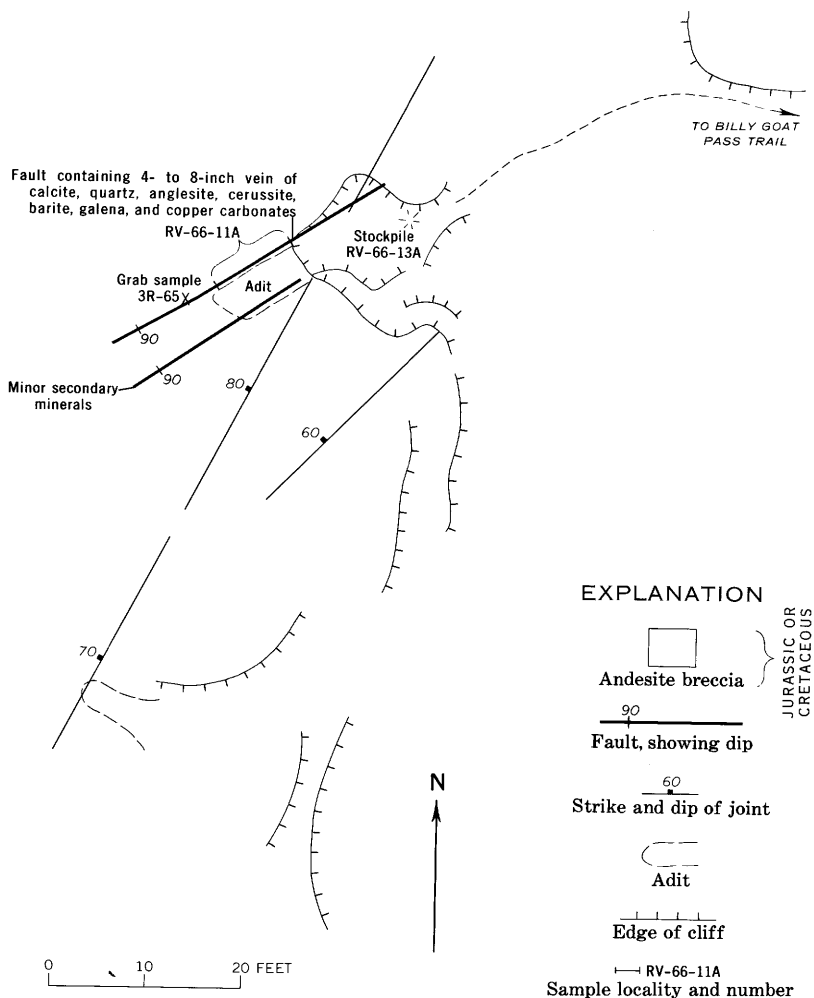 TO BILLY GOAT
PASS TRAIL
Fault containing 4- to 8-inch vein of
calcite, quartz, anglesite, cerussite,
barite, galena, and copper carbonates
RV-66-11A
Stockpile
RV-66-13A
Grab sample
3R-65X
Adit
90
90
Minor secondary
minerals
80
60
70
EXPLANATION
Andesite breccia
JURASSIC OR
CRETACEOUS
90
Fault, showing dip
60
Strike and dip of joint
Adit
Edge of cliff
RV-66-11A
Sample locality and number
N
0 10 20 FEET